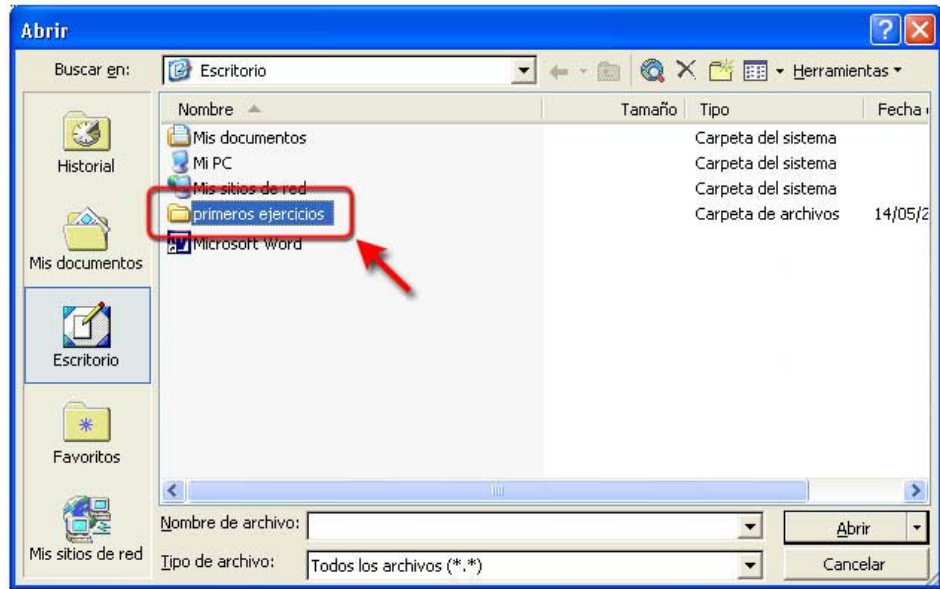 Abrir
Buscar en: Escritorio Herramientas
Nombre Tamaño Tipo Fecha
Mis documentos Carpeta del sistema
Mi PC Carpeta del sistema
Mis sitios de red Carpeta del sistema
primeros ejercicios Carpeta de archivos 14/05/2
Microsoft Word
Historial
Mis documentos
Escritorio
Favoritos
Mis sitios de red
Nombre de archivo: Abrir
Tipo de archivo: Todos los archivos (*.*) Cancelar